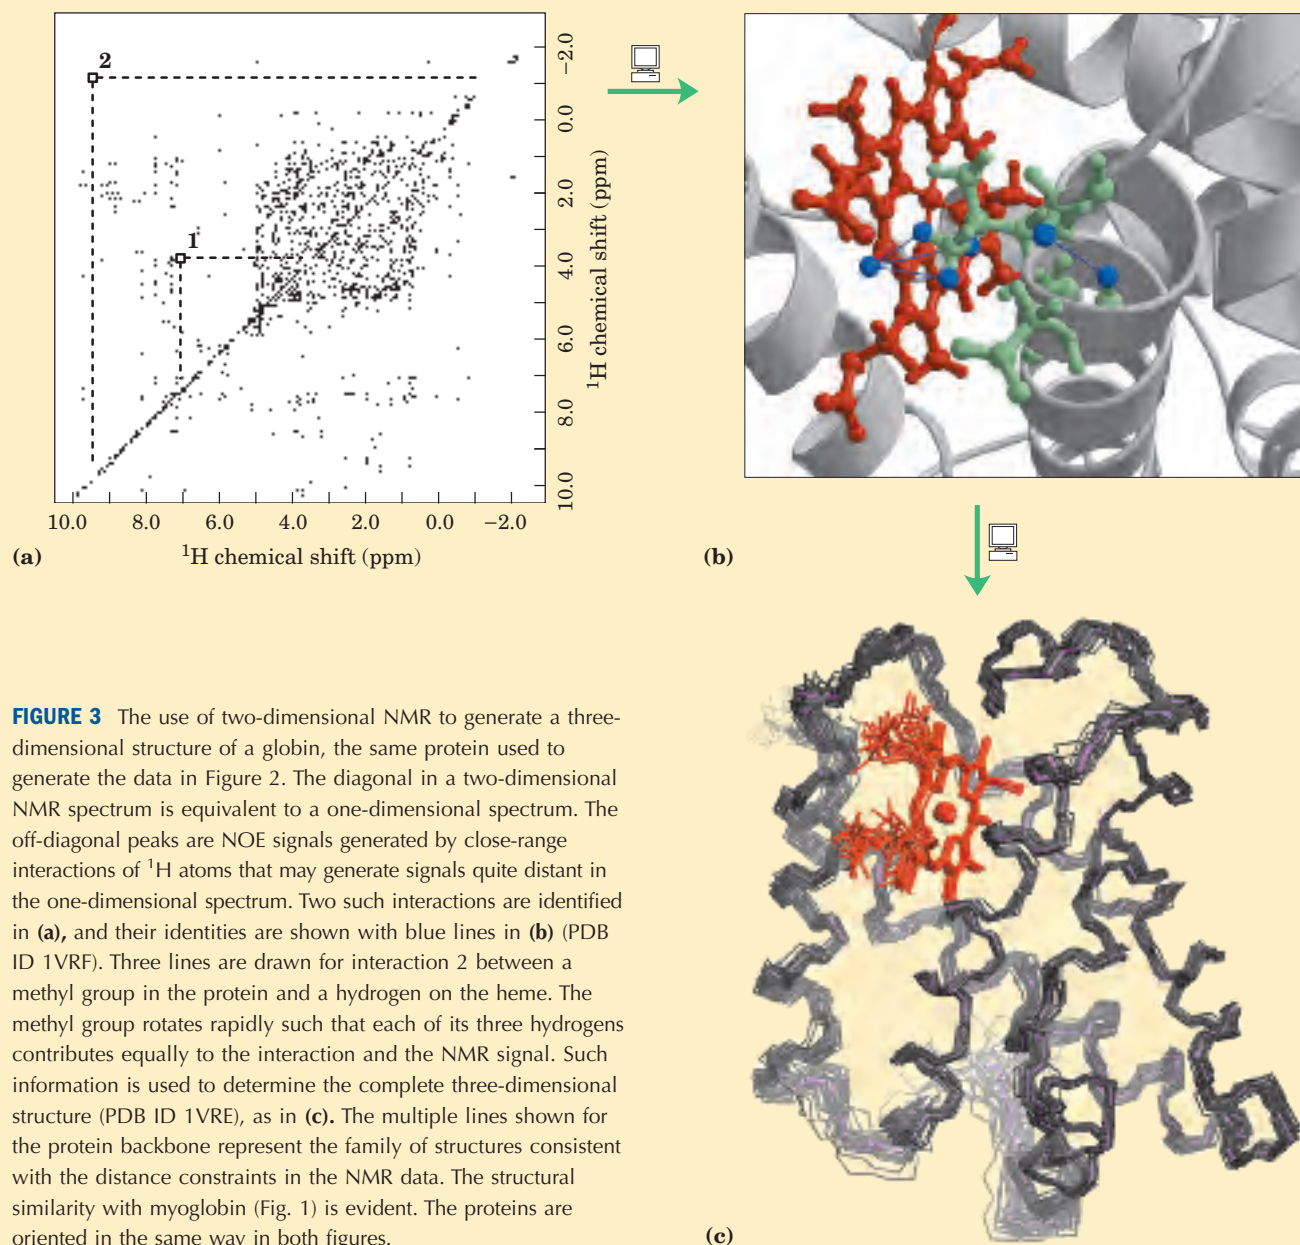 2
1
−2.0
0.0
2.0
4.0
6.0
8.0
10.0
¹H chemical shift (ppm)
10.0 8.0 6.0 4.0 2.0 0.0 −2.0
¹H chemical shift (ppm)
(a)
(b)
FIGURE 3 The use of two-dimensional NMR to generate a three-
dimensional structure of a globin, the same protein used to
generate the data in Figure 2. The diagonal in a two-dimensional
NMR spectrum is equivalent to a one-dimensional spectrum. The
off-diagonal peaks are NOE signals generated by close-range
interactions of ¹H atoms that may generate signals quite distant in
the one-dimensional spectrum. Two such interactions are identified
in (a), and their identities are shown with blue lines in (b) (PDB
ID 1VRF). Three lines are drawn for interaction 2 between a
methyl group in the protein and a hydrogen on the heme. The
methyl group rotates rapidly such that each of its three hydrogens
contributes equally to the interaction and the NMR signal. Such
information is used to determine the complete three-dimensional
structure (PDB ID 1VRE), as in (c). The multiple lines shown for
the protein backbone represent the family of structures consistent
with the distance constraints in the NMR data. The structural
similarity with myoglobin (Fig. 1) is evident. The proteins are
oriented in the same way in both figures.
(c)